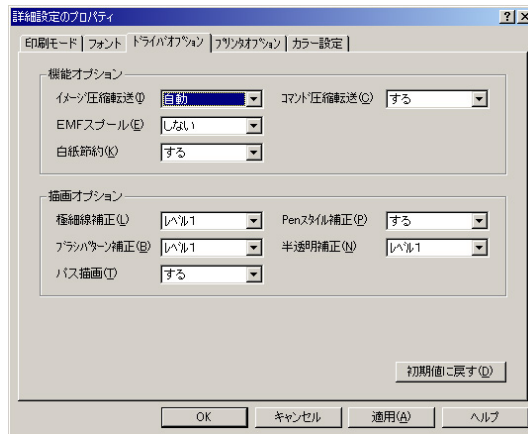 詳細設定のプロパティ
印刷モード フォント ドライバオプション プリンタオプション カラー設定
機能オプション
イメージ圧縮転送(I) 自動 コマンド圧縮転送(C) する
EMFスプール(E) しない
白紙節約(K) する
描画オプション
極細線補正(L) レベル1 Penスタイル補正(P) する
ブラシパターン補正(B) レベル1 半透明補正(N) レベル1
パス描画(T) する
初期値に戻す(D)
OK キャンセル 適用(A) ヘルプ